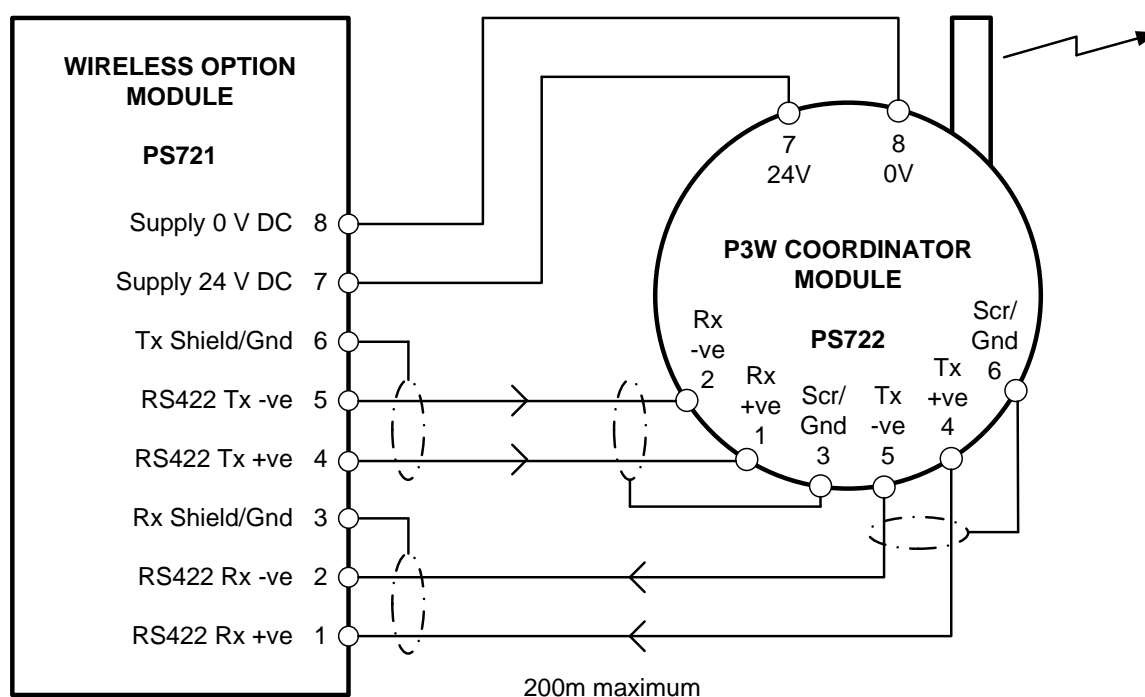 WIRELESS OPTION
MODULE
PS721
Supply 0 V DC 8
Supply 24 V DC 7
Tx Shield/Gnd 6
RS422 Tx -ve 5
RS422 Tx +ve 4
Rx Shield/Gnd 3
RS422 Rx -ve 2
RS422 Rx +ve 1
7
24V
8
0V
P3W COORDINATOR
MODULE
PS722
Rx
-ve
2
Rx
+ve
1
Scr/
Gnd
3
Tx
-ve
5
Tx
+ve
4
Scr/
Gnd
6
200m maximum